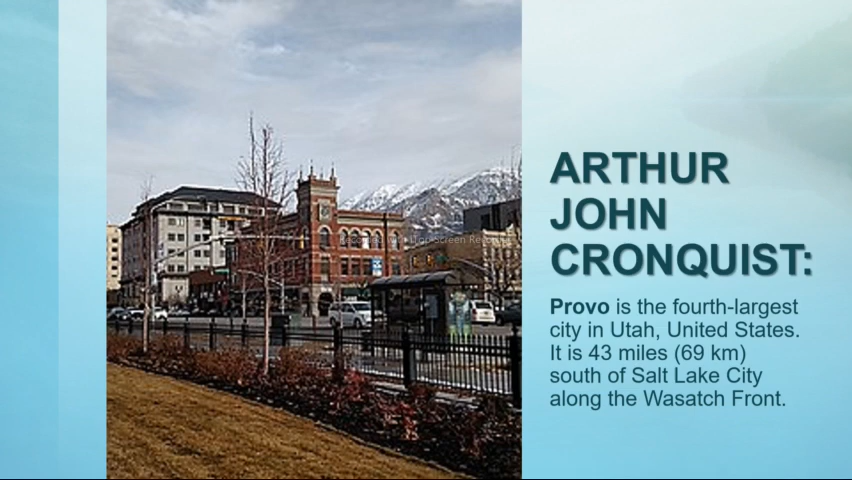 ARTHUR
JOHN
CRONQUIST:
Provo is the fourth-largest
city in Utah, United States.
It is 43 miles (69 km)
south of Salt Lake City
along the Wasatch Front.